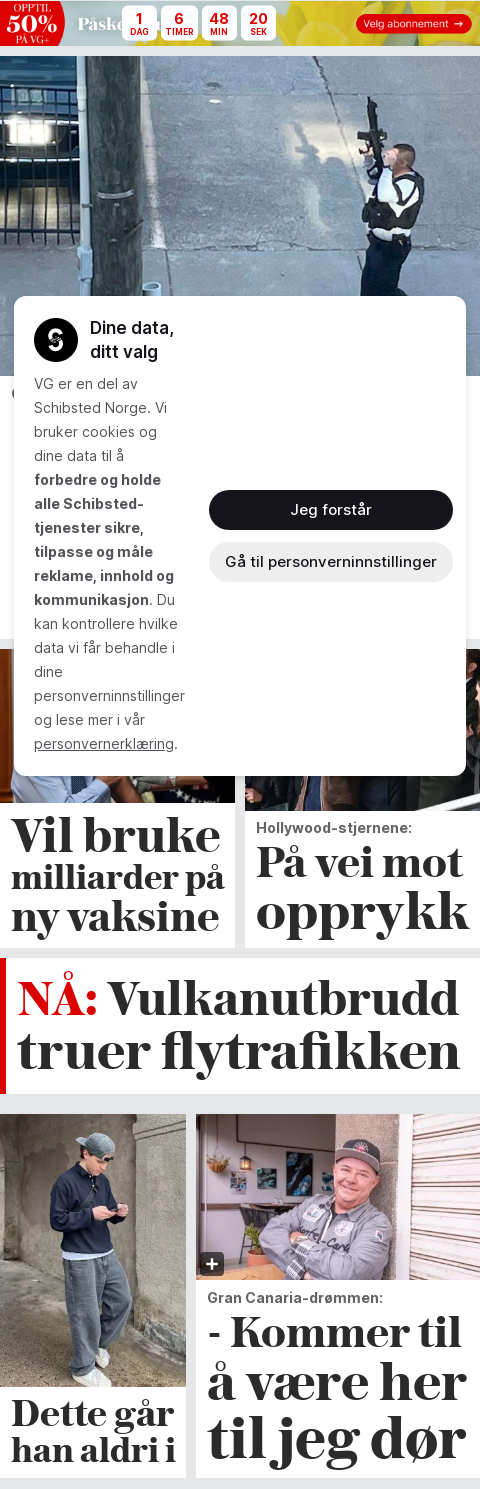 OPPTIL
50%
PÅ VG+
1
DAG
6
TIMER
48
MIN
20
SEK
Velg abonnement →
Dine data,
ditt valg
VG er en del av
Schibsted Norge. Vi
bruker cookies og
dine data til å
forbedre og holde
alle Schibsted-
tjenester sikre,
tilpasse og måle
reklame, innhold og
kommunikasjon. Du
kan kontrollere hvilke
data vi får behandle i
dine
personverninnstillinger
og lese mer i vår
personvernerklæring.
Jeg forstår
Gå til personverninnstillinger
Vil bruke
milliarder på
ny vaksine
Hollywood-stjernene:
På vei mot
opprykk
NÅ: Vulkanutbrudd
truer flytrafikken
Dette går
han aldri i
Gran Canaria-drømmen:
- Kommer til
å være her
til jeg dør